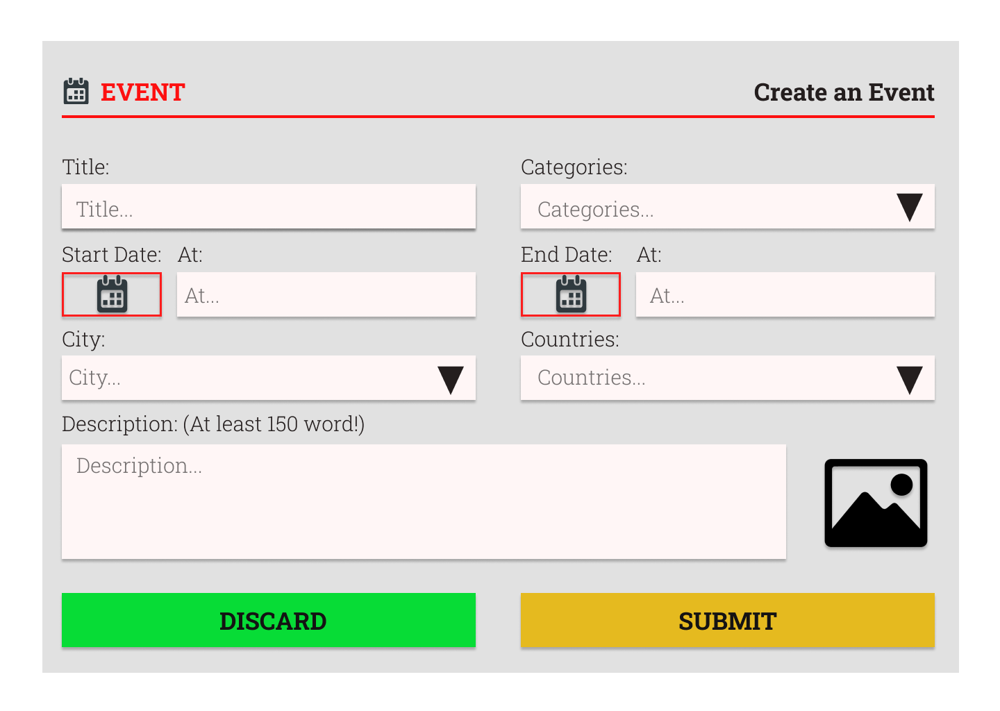 EVENT
Create an Event
Title:
Categories:
Title...
Categories...
Start Date:
At:
End Date:
At:
At...
At...
City:
Countries:
City...
Countries...
Description: (At least 150 word!)
Description...
DISCARD
SUBMIT